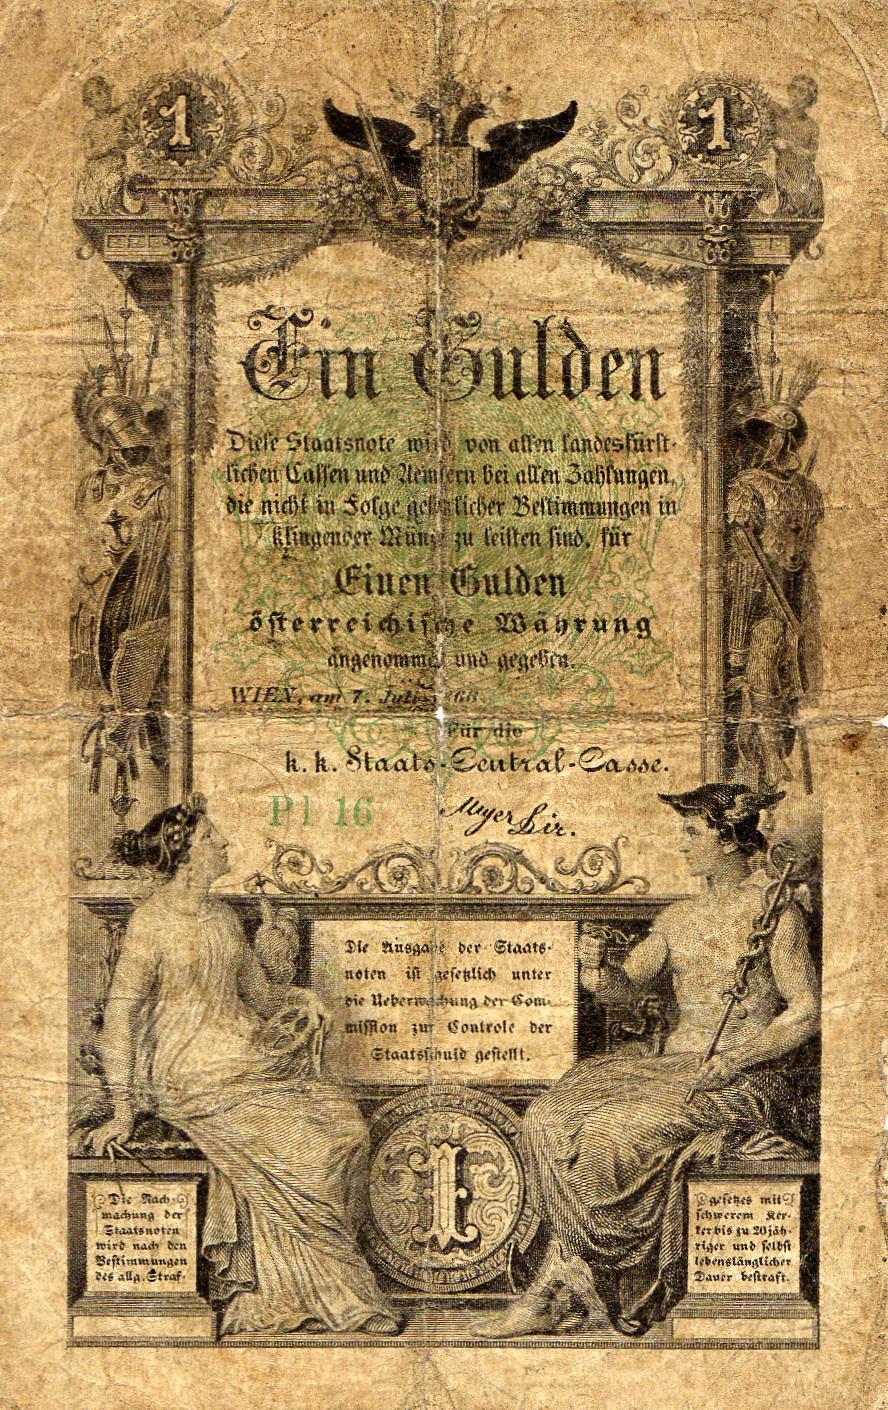 1
1
Ein Gulden
Diese Staatsnote wird von allen landesfürst-
lichen Cassen und Aemtern bei allen Zahlungen,
die nicht in Folge gesetzlicher Bestimmungen in
klingender Münze zu leisten sind, für
Einen Gulden
österreichische Währung
angenommen und gegeben.
WIEN, am 7. Juli
Für die
k. k. Staats-Central-Casse.
Pl 16
Die Ausgabe der Staats-
noten ist gesetzlich unter
die Ueberwachung der Com-
mission zur Controle der
Staatsschuld gestellt.
1
Die Nach-
machung der
Staatsnoten
wird nach den
Bestimmungen
des allg. Straf-
gesetzes mit
schwerem Ker-
ker bis zu 20jäh-
riger und selbst
lebenslänglicher
Dauer bestraft.